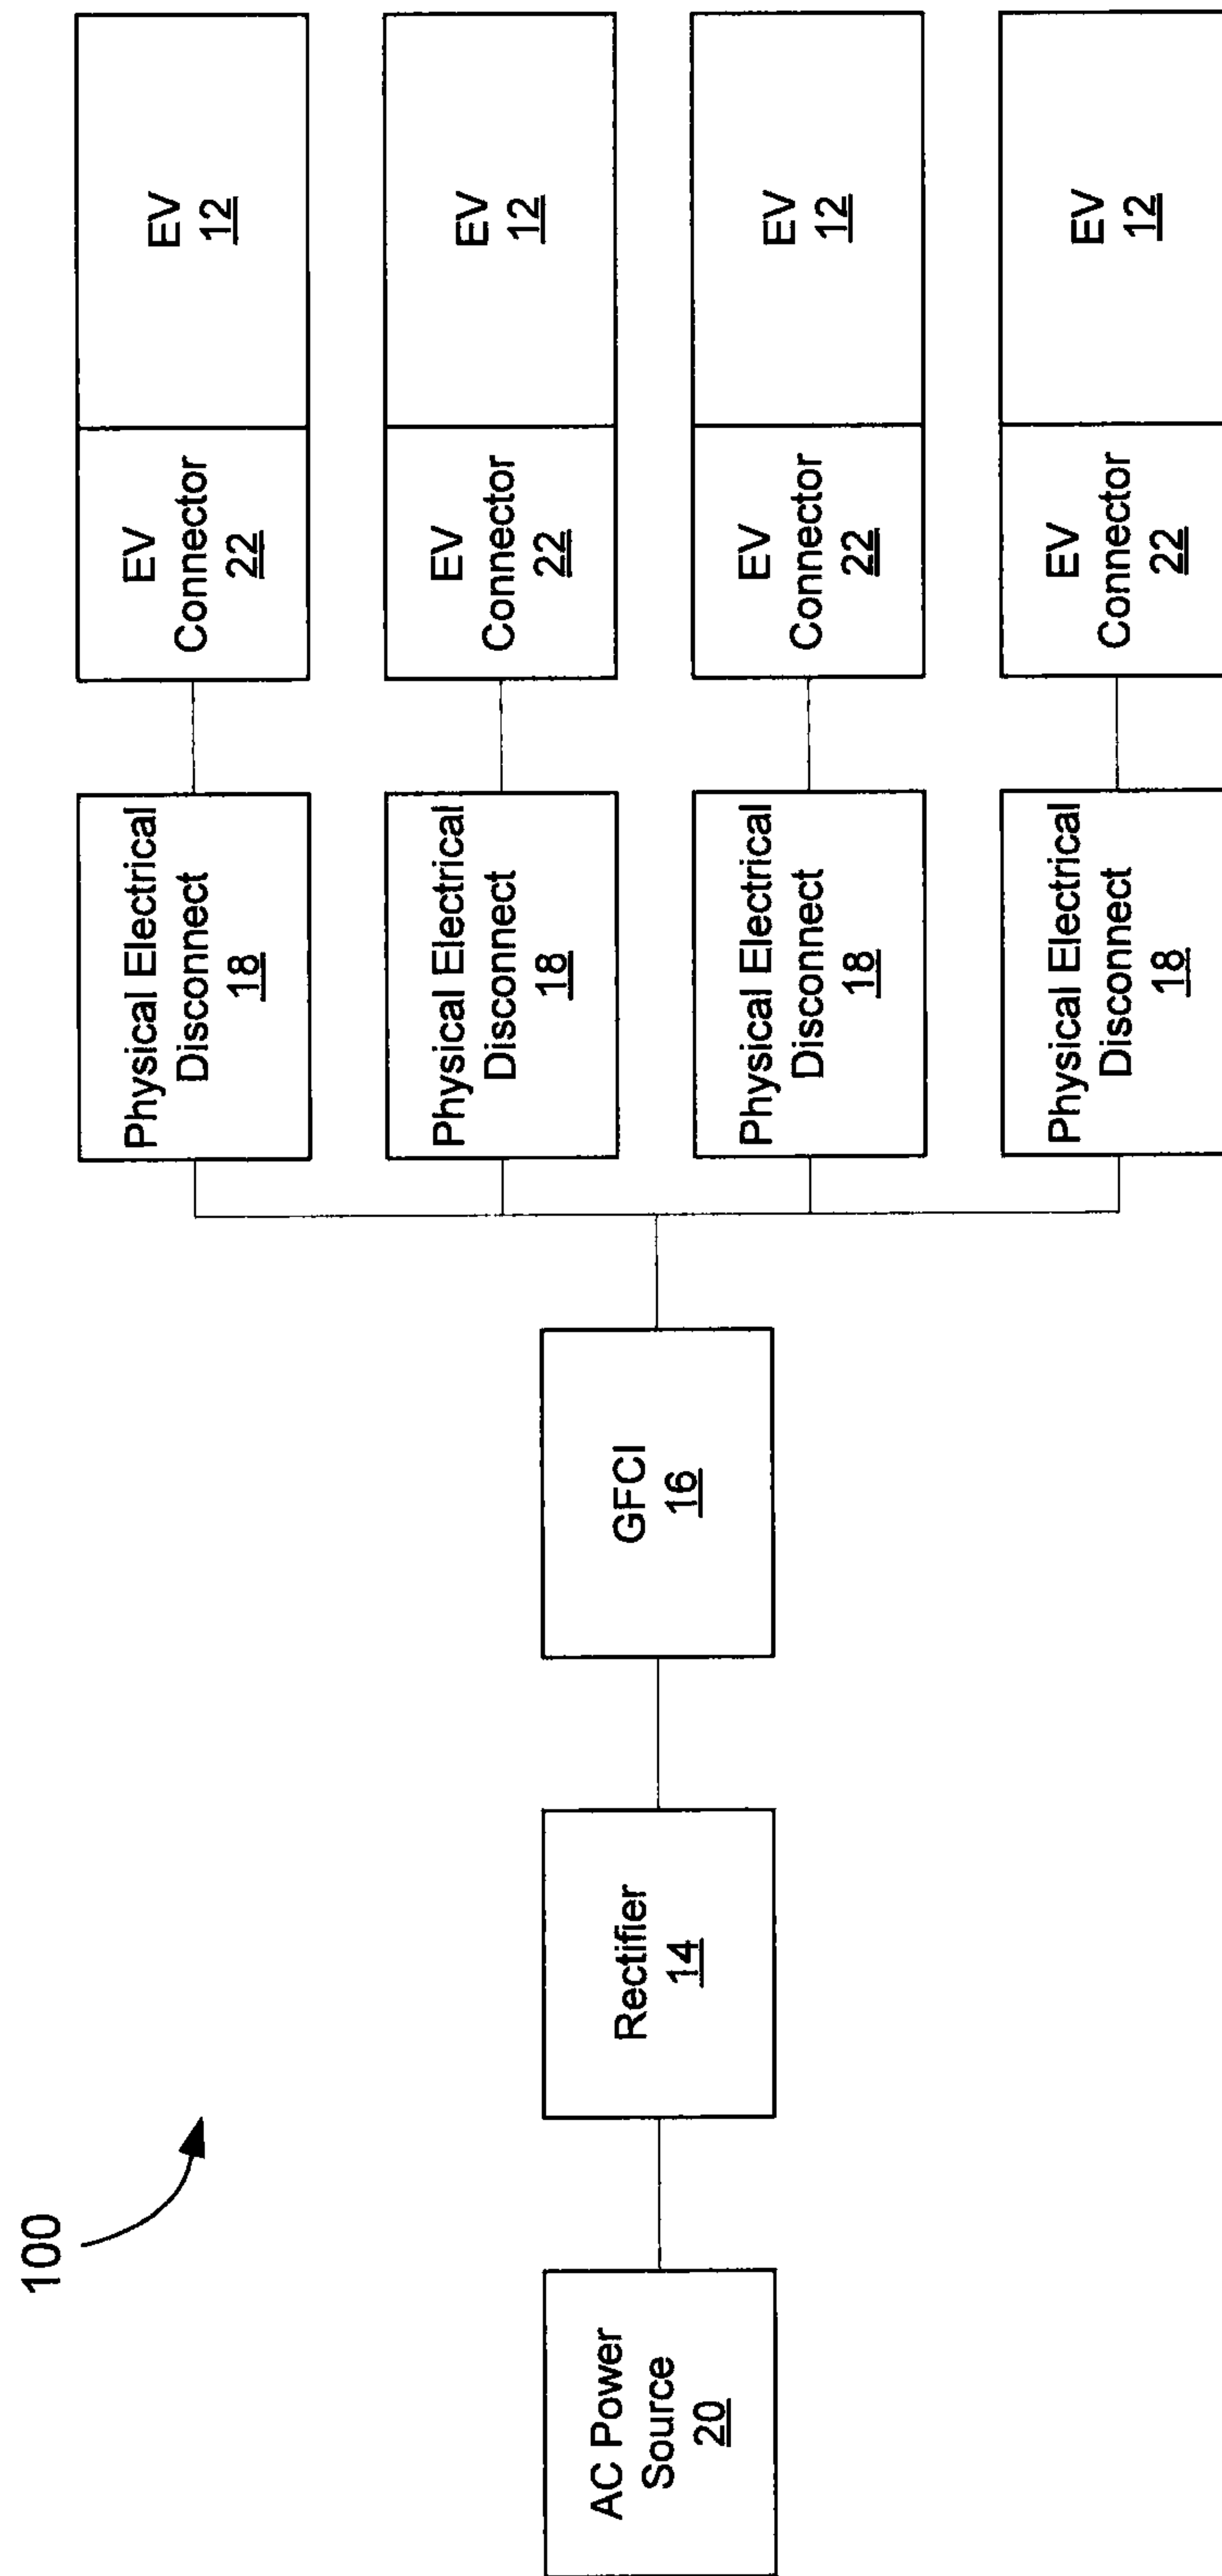 100
AC Power
Source
20
Rectifier
14
GFCI
16
Physical Electrical
Disconnect
18
EV
Connector
22
EV
12
Physical Electrical
Disconnect
18
EV
Connector
22
EV
12
Physical Electrical
Disconnect
18
EV
Connector
22
EV
12
Physical Electrical
Disconnect
18
EV
Connector
22
EV
12